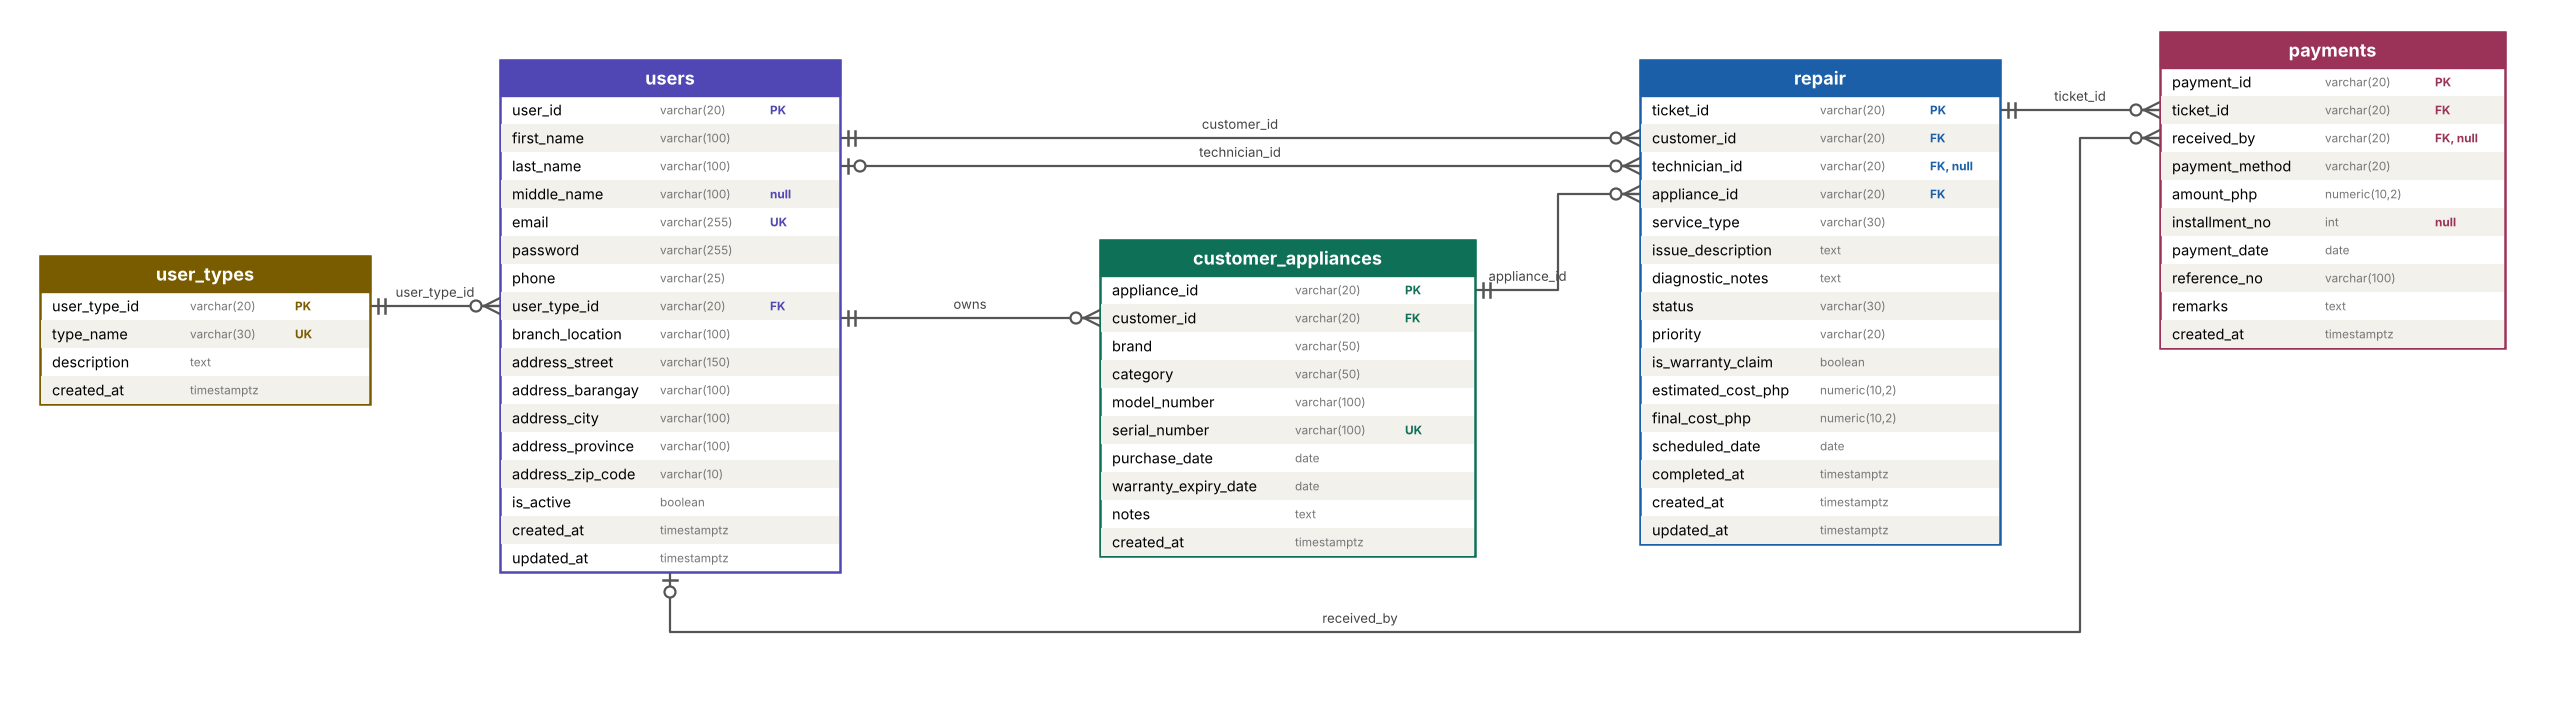 user_types
user_type_id varchar(20) PK
type_name varchar(30) UK
description text
created_at timestamptz
user_type_id
users
user_id varchar(20) PK
first_name varchar(100)
last_name varchar(100)
middle_name varchar(100) null
email varchar(255) UK
password varchar(255)
phone varchar(25)
user_type_id varchar(20) FK
branch_location varchar(100)
address_street varchar(150)
address_barangay varchar(100)
address_city varchar(100)
address_province varchar(100)
address_zip_code varchar(10)
is_active boolean
created_at timestamptz
updated_at timestamptz
customer_id
technician_id
owns
customer_appliances
appliance_id varchar(20) PK
customer_id varchar(20) FK
brand varchar(50)
category varchar(50)
model_number varchar(100)
serial_number varchar(100) UK
purchase_date date
warranty_expiry_date date
notes text
created_at timestamptz
appliance_id
repair
ticket_id varchar(20) PK
customer_id varchar(20) FK
technician_id varchar(20) FK, null
appliance_id varchar(20) FK
service_type varchar(30)
issue_description text
diagnostic_notes text
status varchar(30)
priority varchar(20)
is_warranty_claim boolean
estimated_cost_php numeric(10,2)
final_cost_php numeric(10,2)
scheduled_date date
completed_at timestamptz
created_at timestamptz
updated_at timestamptz
ticket_id
payments
payment_id varchar(20) PK
ticket_id varchar(20) FK
received_by varchar(20) FK, null
payment_method varchar(20)
amount_php numeric(10,2)
installment_no int null
payment_date date
reference_no varchar(100)
remarks text
created_at timestamptz
received_by